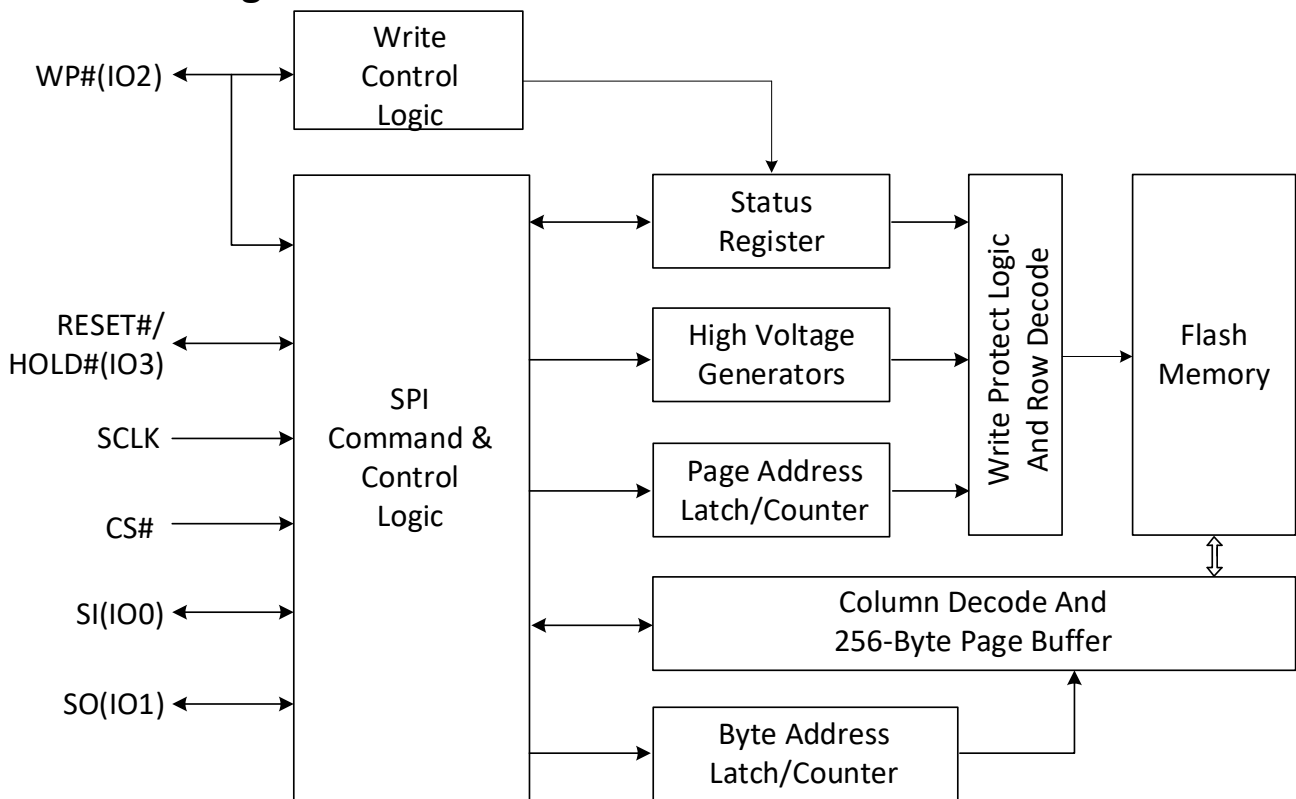 WP#(IO2)
Write
Control
Logic
Status
Register
RESET#/
HOLD#(IO3)
SCLK
CS#
SI(IO0)
SO(IO1)
SPI
Command &
Control
Logic
High Voltage
Generators
Page Address
Latch/Counter
Write Protect Logic
And Row Decode
Flash
Memory
Column Decode And
256-Byte Page Buffer
Byte Address
Latch/Counter